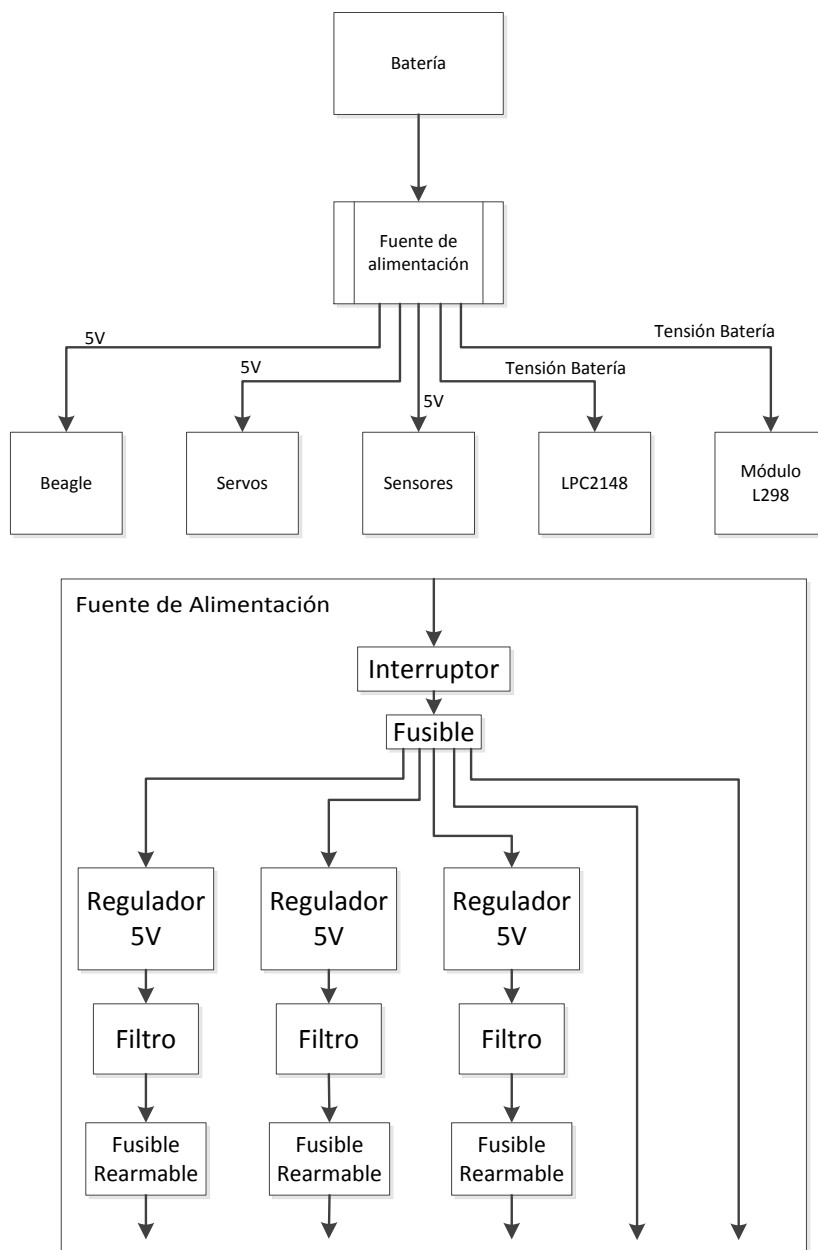 Batería
Fuente de
alimentación
5V
5V
5V
Tensión Batería
Tensión Batería
Beagle
Servos
Sensores
LPC2148
Módulo
L298
Fuente de Alimentación
Interruptor
Fusible
Regulador
5V
Regulador
5V
Regulador
5V
Filtro
Filtro
Filtro
Fusible
Rearmable
Fusible
Rearmable
Fusible
Rearmable